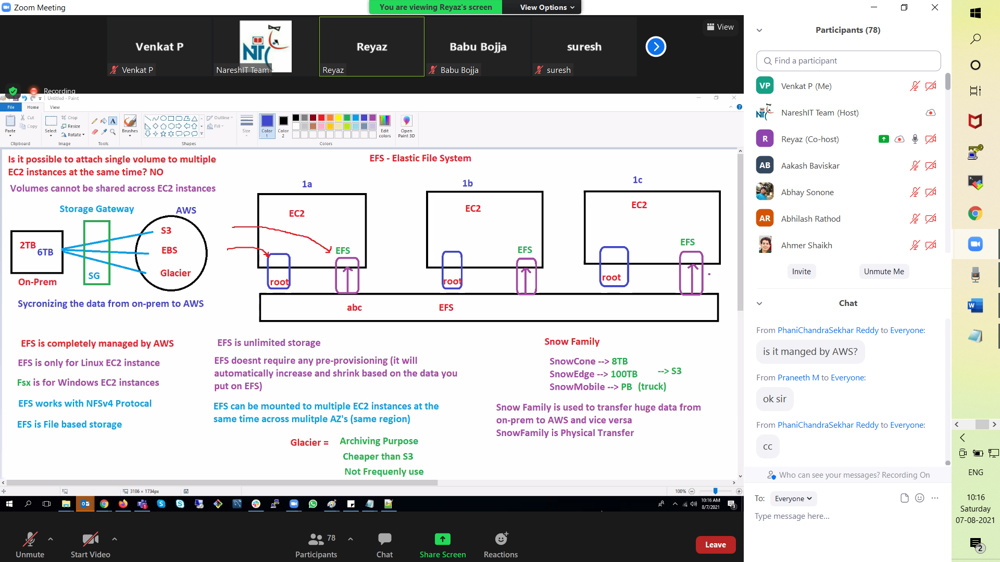 Zoom Meeting
You are viewing Reyaz's screen
View Options
View
Venkat P
Reyaz
Babu Bojja
suresh
Venkat P
NareshIT Team
Reyaz
Babu Bojja
suresh
Recording
Untitled - Paint
File
Home
View
Paste
Cut
Copy
Clipboard
Select
Crop
Resize
Rotate
Image
A
Tools
Brushes
Shapes
Outline
Fill
Size
Color 1
Color 2
Colors
Edit colors
Open Paint 3D
Is it possible to attach single volume to multiple
EC2 instances at the same time? NO
Volumes cannot be shared across EC2 instances
Storage Gateway
AWS
2TB
6TB
SG
S3
EBS
Glacier
On-Prem
Sycronizing the data from on-prem to AWS
EFS - Elastic File System
1a
1b
1c
EC2
EC2
EC2
EFS
EFS
EFS
root
root
root
abc
EFS
EFS is completely managed by AWS
EFS is only for Linux EC2 instance
Fsx is for Windows EC2 instances
EFS works with NFSv4 Protocal
EFS is File based storage
EFS is unlimited storage
EFS doesnt require any pre-provisioning (it will
automatically increase and shrink based on the data you
put on EFS)
EFS can be mounted to multiple EC2 instances at the
same time across mulitple AZ's (same region)
Glacier =
Archiving Purpose
Cheaper than S3
Not Frequenly use
Snow Family
SnowCone --> 8TB
SnowEdge --> 100TB
--> S3
SnowMobile --> PB (truck)
Snow Family is used to transfer huge data from
on-prem to AWS and vice versa
SnowFamily is Physical Transfer
3186 × 1734px
100%
10:16 AM
8/7/2021
3
Unmute
Start Video
78
Participants
Chat
Share Screen
Reactions
Leave
Participants (78)
Find a participant
VP
Venkat P (Me)
NareshIT Team (Host)
R
Reyaz (Co-host)
AB
Aakash Baviskar
Abhay Sonone
AR
Abhilash Rathod
Ahmer Shaikh
Invite
Unmute Me
Chat
From PhaniChandraSekhar Reddy to Everyone:
is it manged by AWS?
From Praneeth M to Everyone:
ok sir
From PhaniChandraSekhar Reddy to Everyone:
cc
Who can see your messages? Recording On
To:
Everyone
Type message here...
ENG
10:16
Saturday
07-08-2021
2